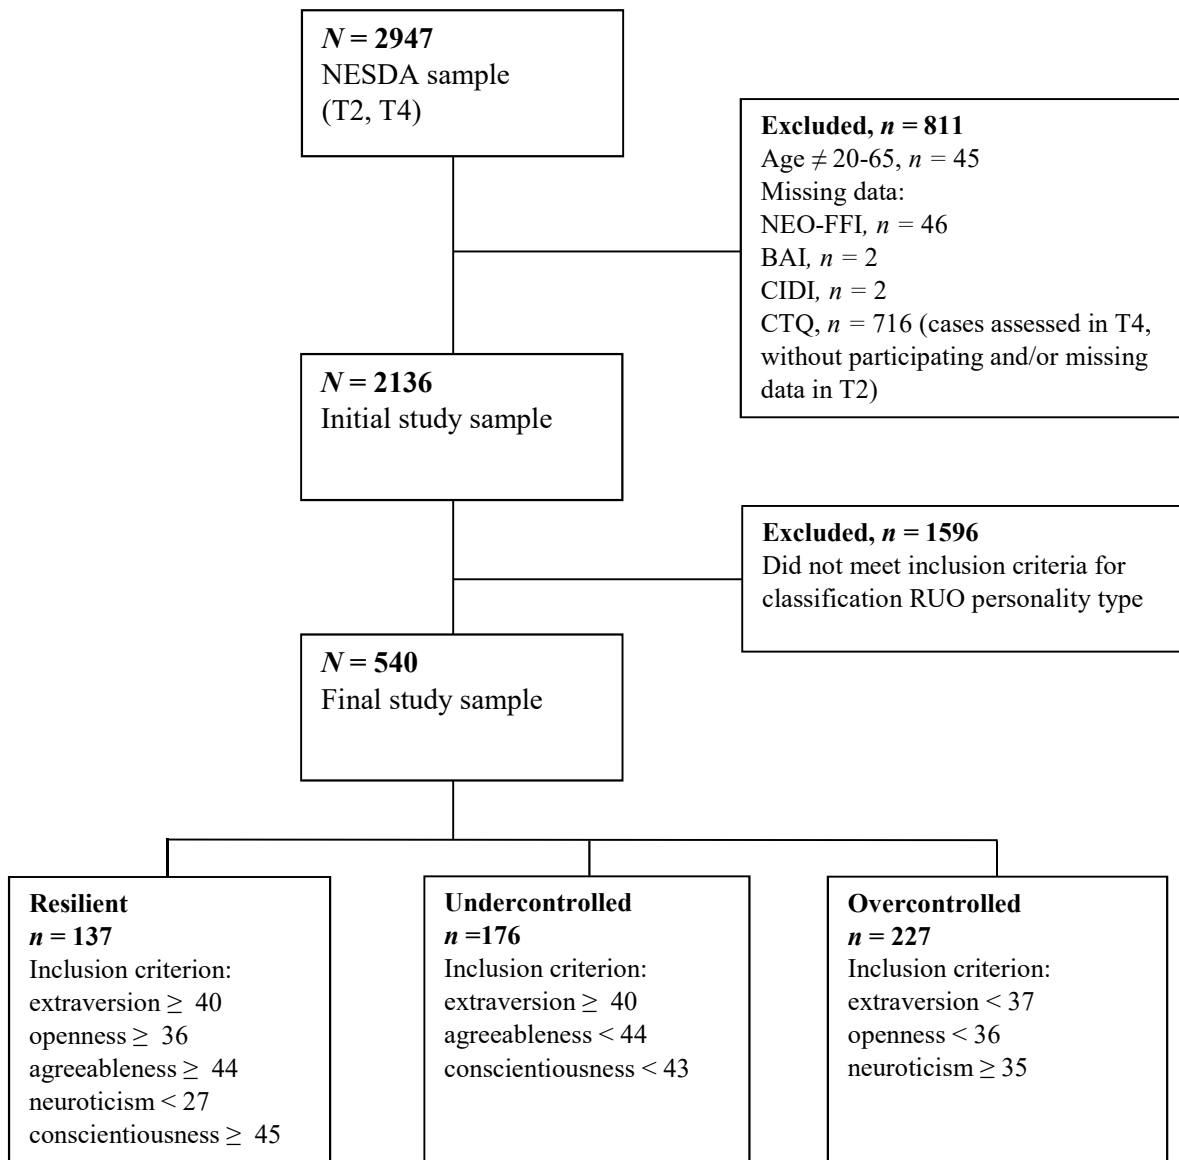 N = 2947
NESDA sample
(T2, T4)
Excluded, n = 811
Age ≠ 20-65, n = 45
Missing data:
NEO-FFI, n = 46
BAI, n = 2
CIDI, n = 2
CTQ, n = 716 (cases assessed in T4,
without participating and/or missing
data in T2)
N = 2136
Initial study sample
Excluded, n = 1596
Did not meet inclusion criteria for
classification RUO personality type
N = 540
Final study sample
Resilient
n = 137
Inclusion criterion:
extraversion ≥ 40
openness ≥ 36
agreeableness ≥ 44
neuroticism < 27
conscientiousness ≥ 45
Undercontrolled
n =176
Inclusion criterion:
extraversion ≥ 40
agreeableness < 44
conscientiousness < 43
Overcontrolled
n = 227
Inclusion criterion:
extraversion < 37
openness < 36
neuroticism ≥ 35